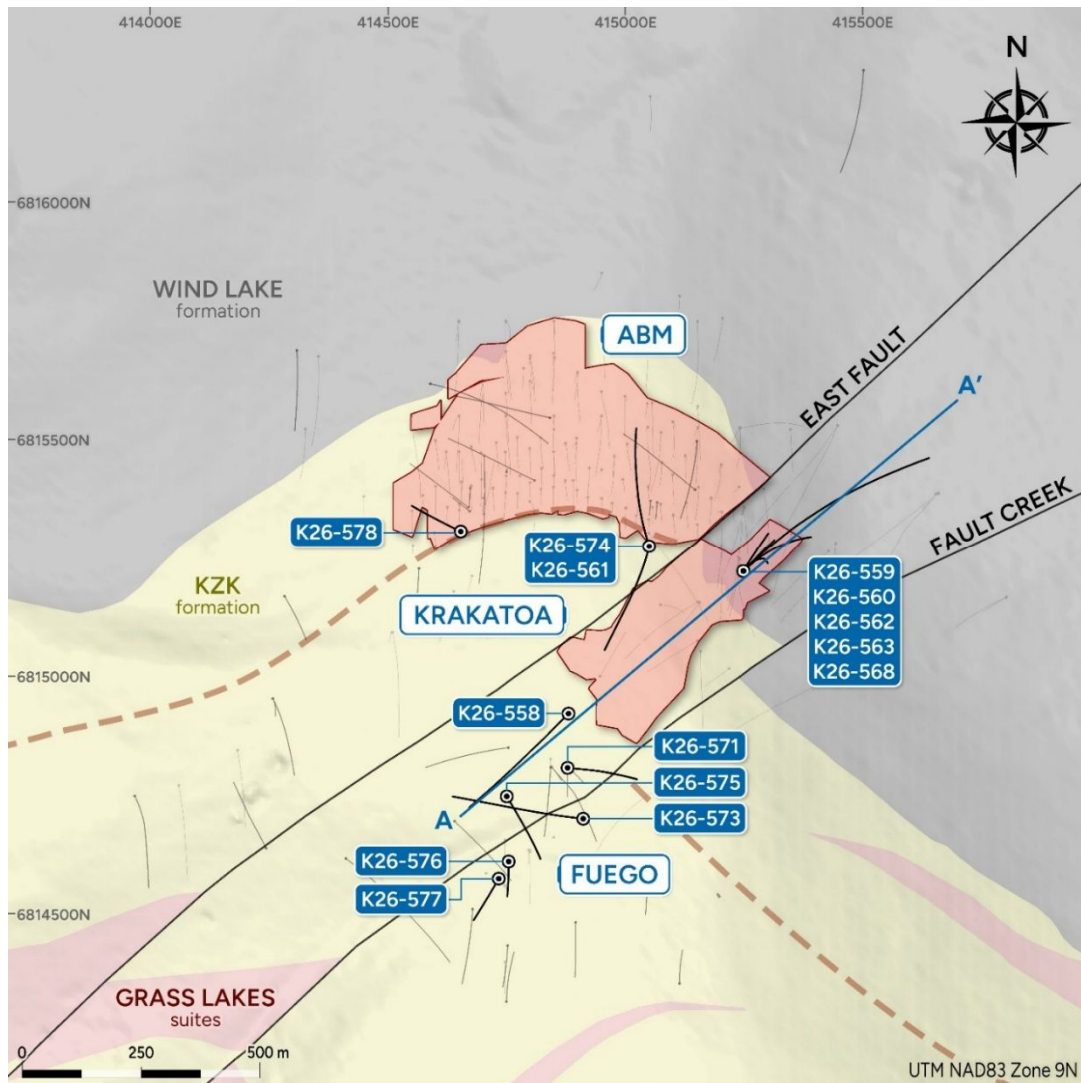 414000E
414500E
415000E
415500E
N
6816000N
WIND LAKE
formation
ABM
EAST FAULT
A'
6815500N
FAULT CREEK
K26-578
K26-574
K26-561
K26-559
K26-560
K26-562
K26-563
K26-568
KZK
formation
KRAKATOA
6815000N
K26-558
K26-571
K26-575
K26-573
A
K26-576
K26-577
FUEGO
6814500N
GRASS LAKES
suites
0
250
500 m
UTM NAD83 Zone 9N